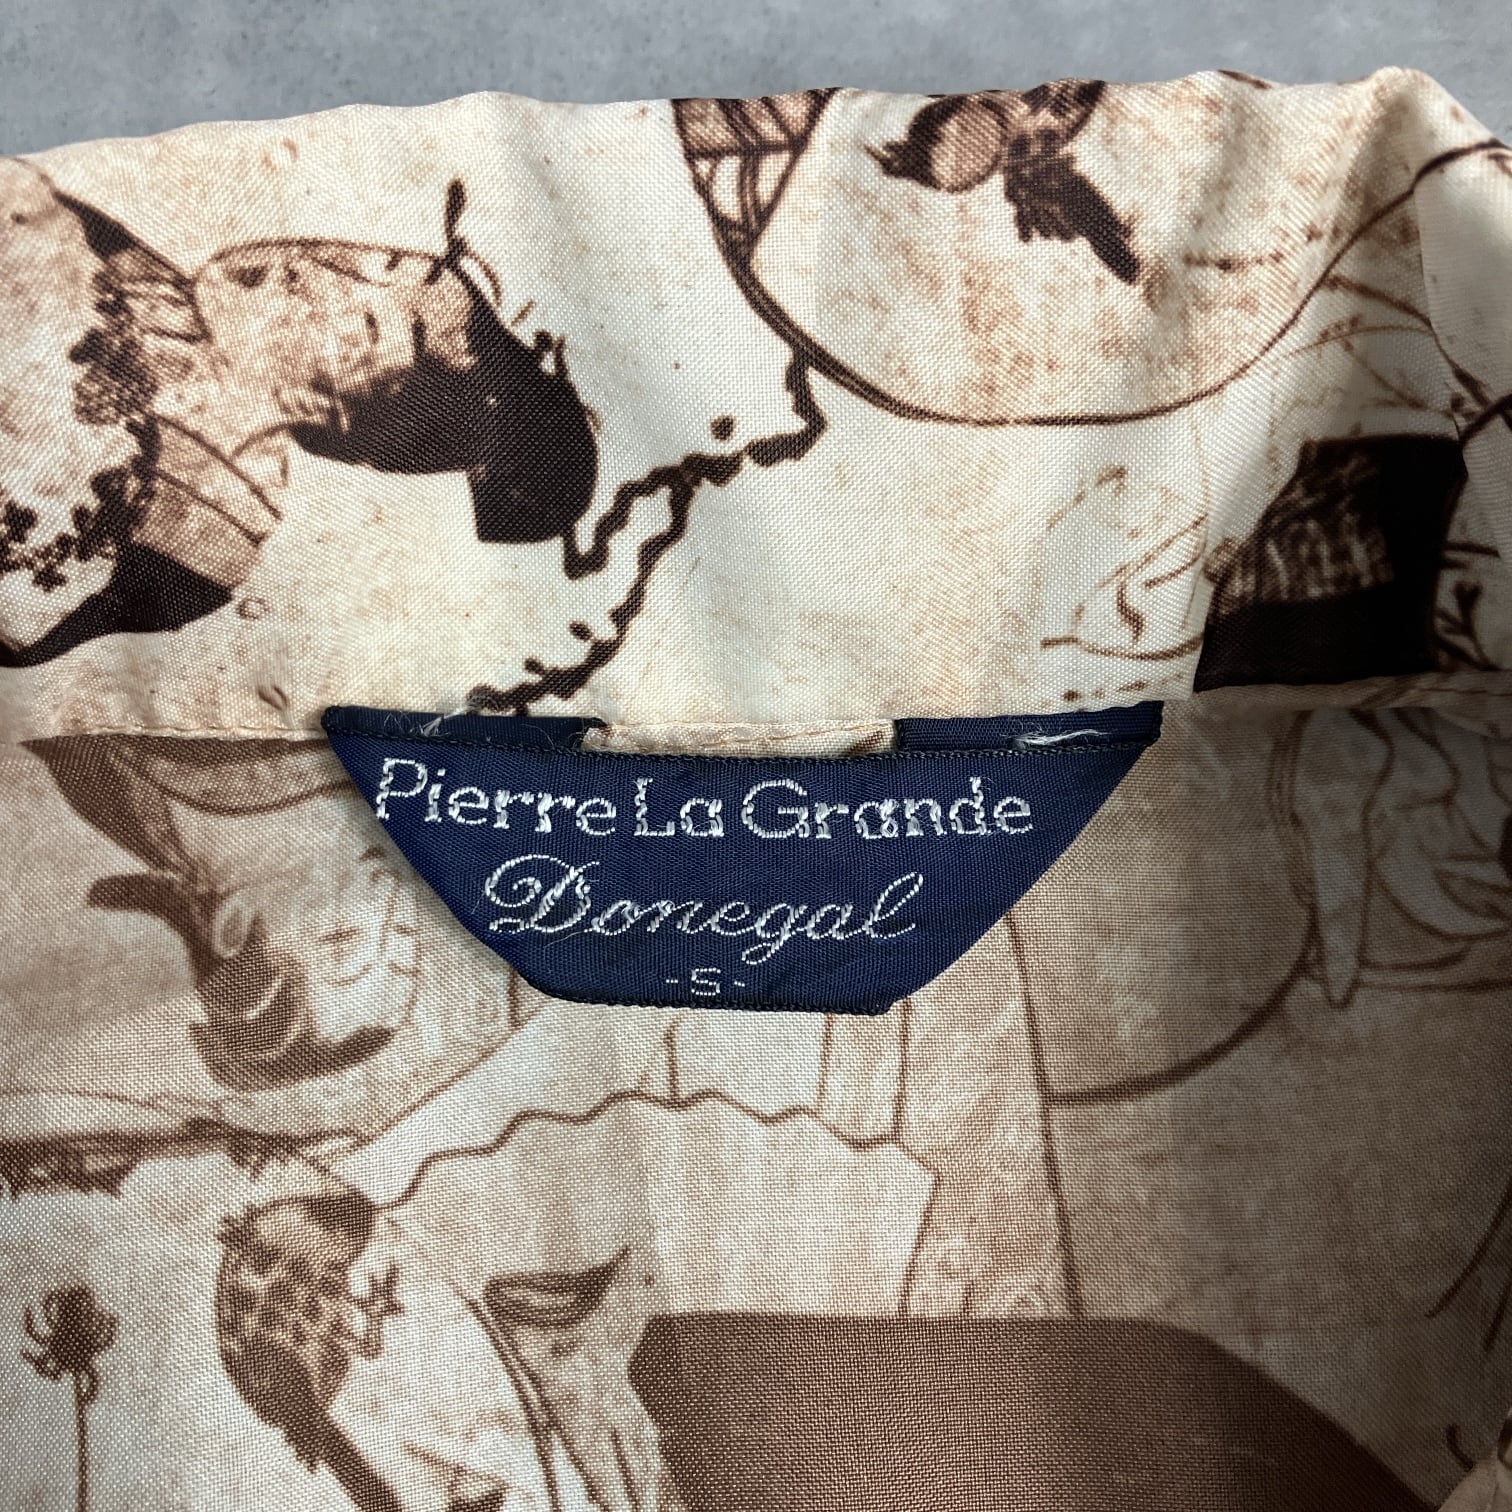 Pierre La Grande
Donegal
-S-